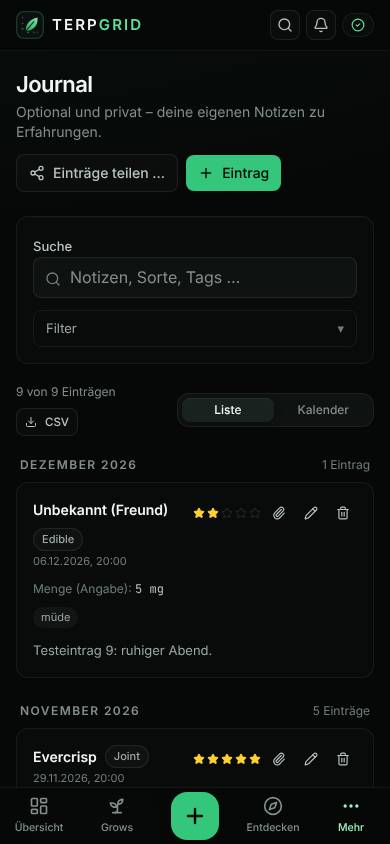 TERPGRID
Journal
Optional und privat – deine eigenen Notizen zu
Erfahrungen.
Einträge teilen ...
Eintrag
Suche
Notizen, Sorte, Tags ...
Filter
9 von 9 Einträgen
CSV
Liste
Kalender
DEZEMBER 2026
1 Eintrag
Unbekannt (Freund)
Edible
06.12.2026, 20:00
Menge (Angabe): 5 mg
müde
Testeintrag 9: ruhiger Abend.
NOVEMBER 2026
5 Einträge
Evercrisp
Joint
29.11.2026, 20:00
Übersicht
Grows
Entdecken
Mehr